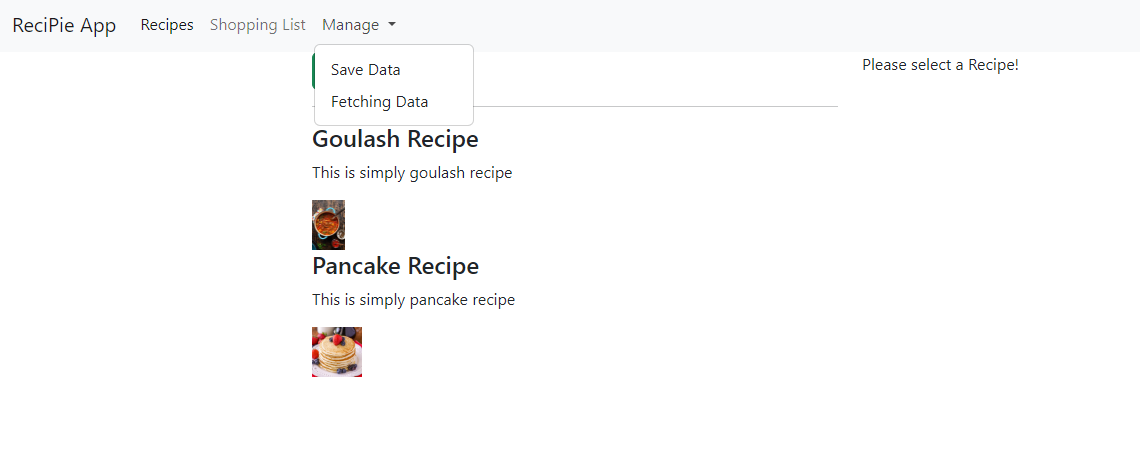 ReciPie App Recipes Shopping List Manage
Save Data
Fetching Data
Please select a Recipe!
Goulash Recipe
This is simply goulash recipe
Pancake Recipe
This is simply pancake recipe